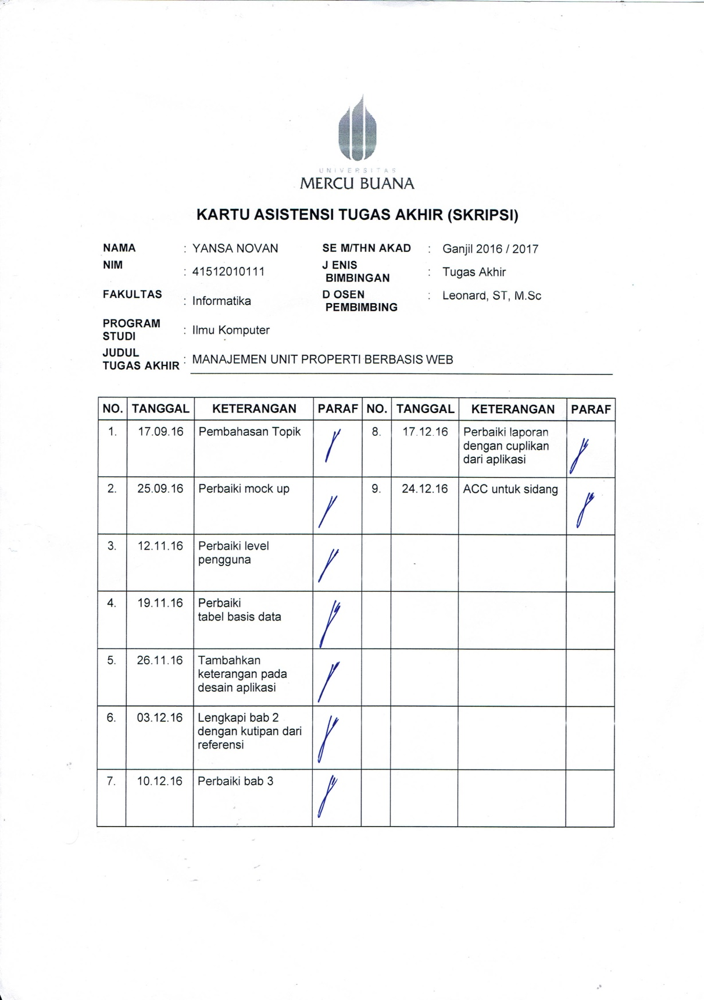 UNIVERSITAS
MERCU BUANA
KARTU ASISTENSI TUGAS AKHIR (SKRIPSI)
NAMA : YANSA NOVAN SE M/THN AKAD : Ganjil 2016 / 2017
NIM : 41512010111 J ENIS BIMBINGAN : Tugas Akhir
FAKULTAS : Informatika D OSEN PEMBIMBING : Leonard, ST, M.Sc
PROGRAM STUDI : Ilmu Komputer
JUDUL TUGAS AKHIR : MANAJEMEN UNIT PROPERTI BERBASIS WEB
NO. TANGGAL KETERANGAN PARAF NO. TANGGAL KETERANGAN PARAF
1. 17.09.16 Pembahasan Topik
8. 17.12.16 Perbaiki laporan
dengan cuplikan
dari aplikasi
2. 25.09.16 Perbaiki mock up
9. 24.12.16 ACC untuk sidang
3. 12.11.16 Perbaiki level
pengguna
4. 19.11.16 Perbaiki
tabel basis data
5. 26.11.16 Tambahkan
keterangan pada
desain aplikasi
6. 03.12.16 Lengkapi bab 2
dengan kutipan dari
referensi
7. 10.12.16 Perbaiki bab 3